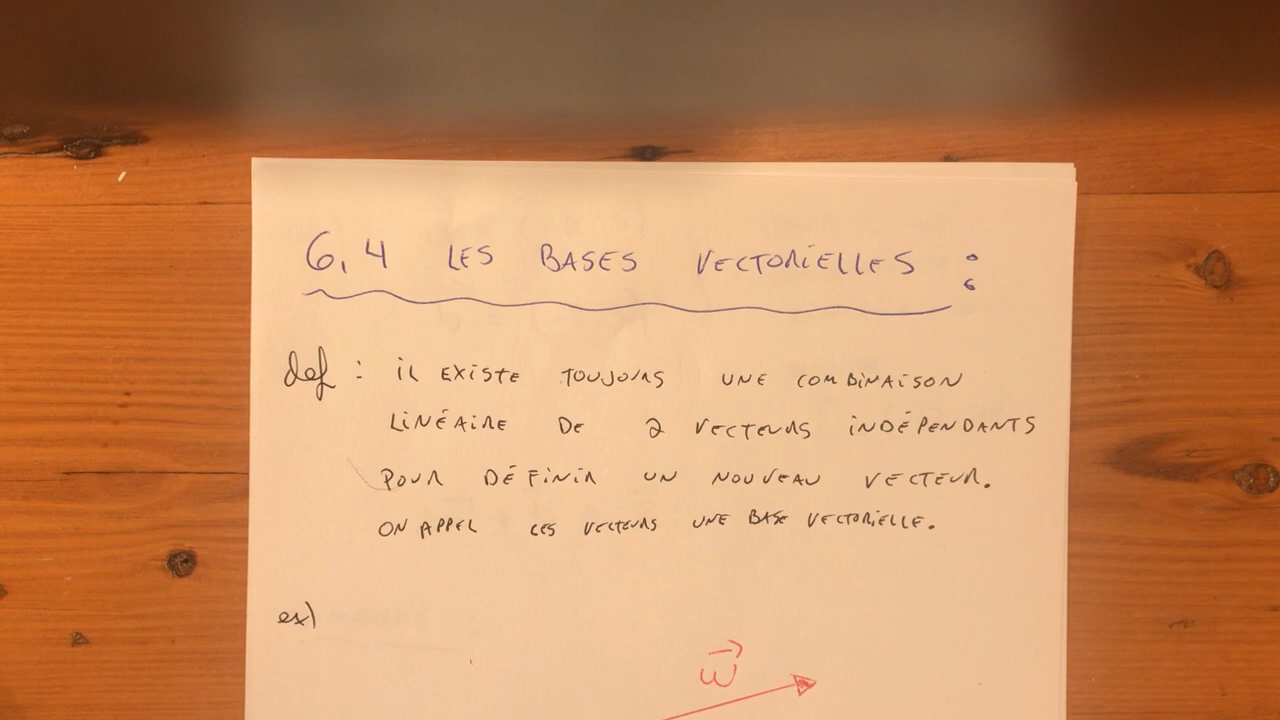 6.4 LES BASES VECTORIELLES :
def : iL EXiSTE TOUJOURS UNE COMBiNAiSON
LiNÉAiRE DE 2 VECTEURS iNDÉPENDANTS
POUR DÉFiNiR UN NOUVEAU VECTEUR.
ON APPEL CES VECTEURS UNE BASE VECTORIELLE.
ex)
w⃗